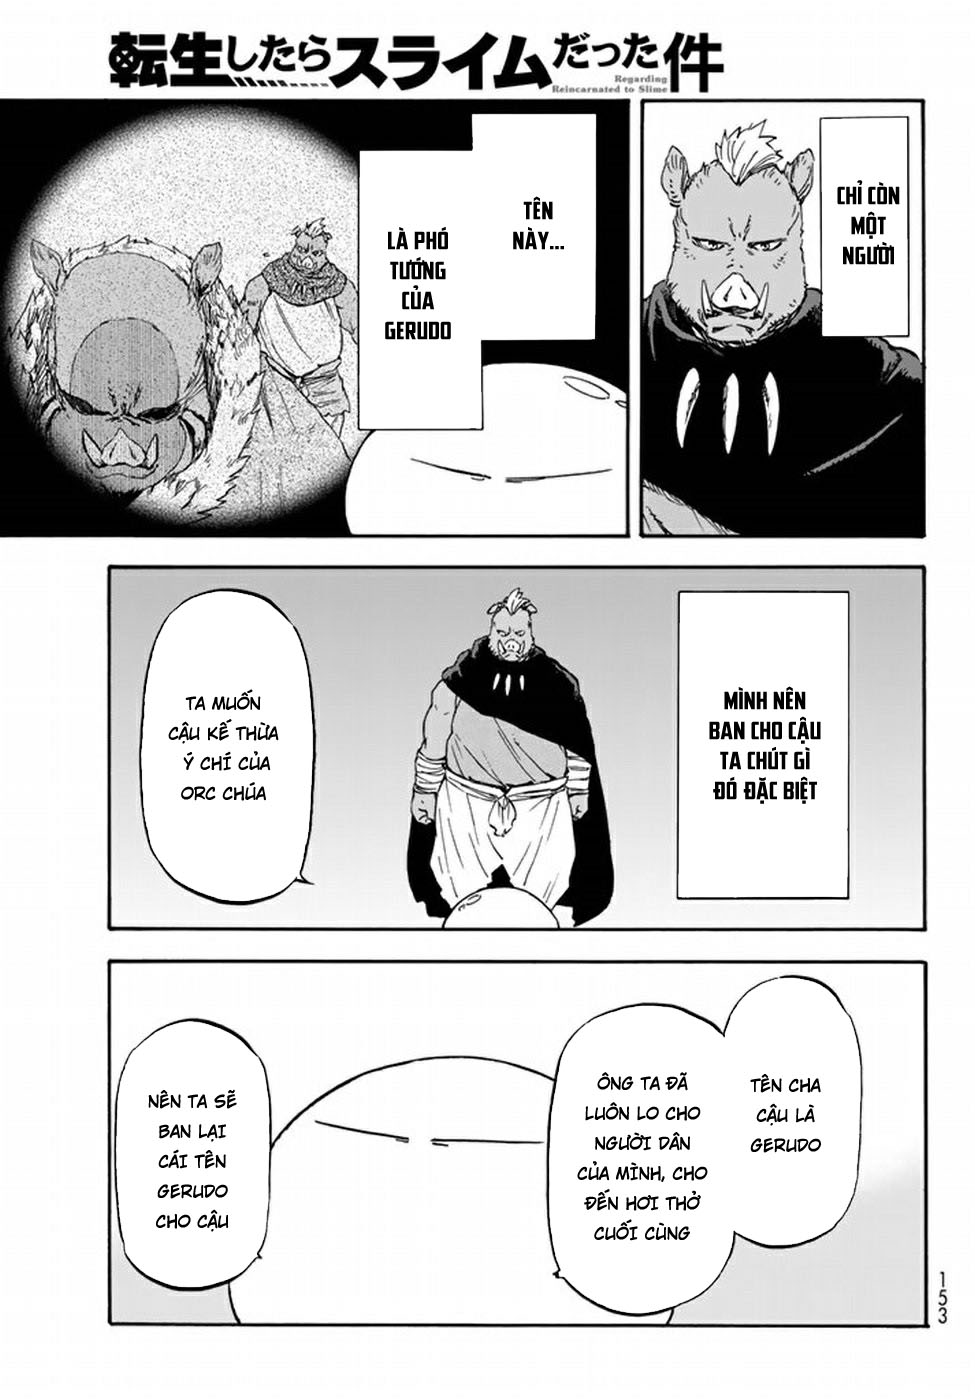 転生したらスライムだった件
Regarding
Reincarnated to Slime
CHỈ CÒN
MỘT
NGƯỜI
TÊN
NÀY...
LÀ PHÓ
TƯỚNG
CỦA
GERUDO
MÌNH NÊN
BAN CHO CẬU
TA CHÚT GÌ
ĐÓ ĐẶC BIỆT
TA MUỐN
CẬU KẾ THỪA
Ý CHÍ CỦA
ORC CHÚA
TÊN CHA
CẬU LÀ
GERUDO
ÔNG TA ĐÃ
LUÔN LO CHO
NGƯỜI DÂN
CỦA MÌNH, CHO
ĐẾN HƠI THỞ
CUỐI CÙNG
NÊN TA SẼ
BAN LẠI
CÁI TÊN
GERUDO
CHO CẬU
153